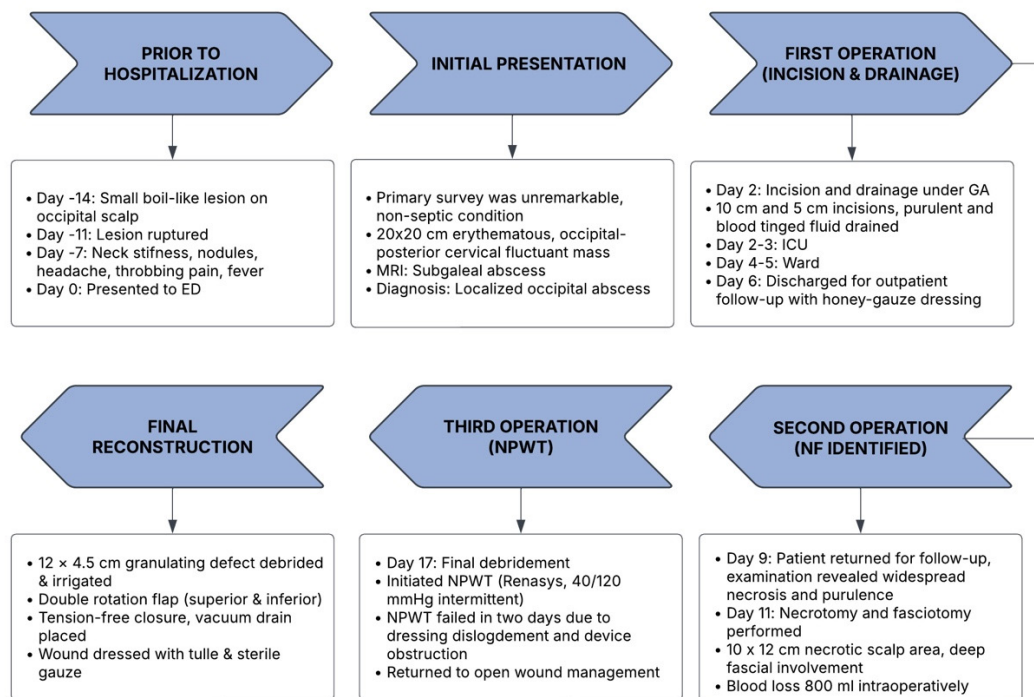 PRIOR TO
HOSPITALIZATION
• Day -14: Small boil-like lesion on
occipital scalp
• Day -11: Lesion ruptured
• Day -7: Neck stifness, nodules,
headache, throbbing pain, fever
• Day 0: Presented to ED
INITIAL PRESENTATION
• Primary survey was unremarkable,
non-septic condition
• 20x20 cm erythematous, occipital-
posterior cervical fluctuant mass
• MRI: Subgaleal abscess
• Diagnosis: Localized occipital abscess
FIRST OPERATION
(INCISION & DRAINAGE)
• Day 2: Incision and drainage under GA
• 10 cm and 5 cm incisions, purulent and
blood tinged fluid drained
• Day 2-3: ICU
• Day 4-5: Ward
• Day 6: Discharged for outpatient
follow-up with honey-gauze dressing
SECOND OPERATION
(NF IDENTIFIED)
• Day 9: Patient returned for follow-up,
examination revealed widespread
necrosis and purulence
• Day 11: Necrotomy and fasciotomy
performed
• 10 x 12 cm necrotic scalp area, deep
fascial involvement
• Blood loss 800 ml intraoperatively
THIRD OPERATION
(NPWT)
• Day 17: Final debridement
• Initiated NPWT (Renasys, 40/120
mmHg intermittent)
• NPWT failed in two days due to
dressing dislogdement and device
obstruction
• Returned to open wound management
FINAL
RECONSTRUCTION
• 12 × 4.5 cm granulating defect debrided
& irrigated
• Double rotation flap (superior & inferior)
• Tension-free closure, vacuum drain
placed
• Wound dressed with tulle & sterile
gauze